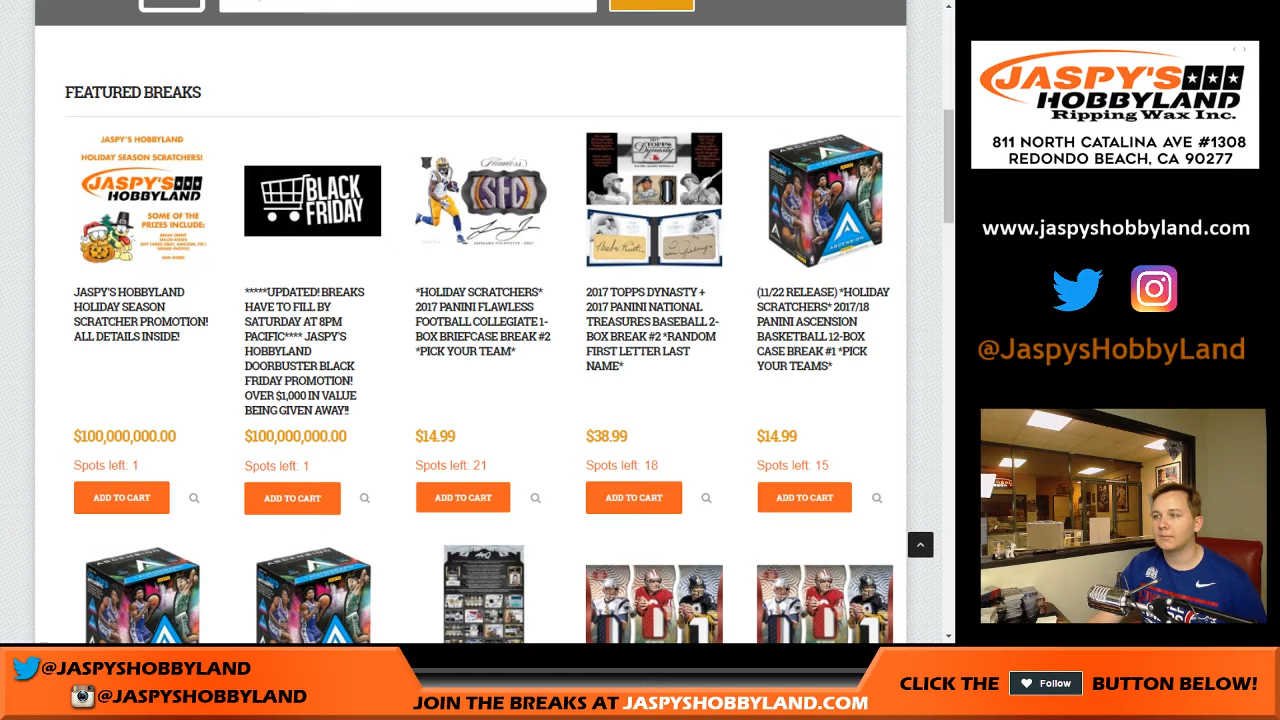 FEATURED BREAKS
JASPY'S HOBBYLAND
HOLIDAY SEASON SCRATCHERS!
JASPY'S
HOBBYLAND
SOME OF THE
PRIZES INCLUDE:
AND MORE!
BLACK
FRIDAY
Flawless
SFC
TOPPS
DYNASTY
ASCENSION
JASPY'S HOBBYLAND
HOLIDAY SEASON
SCRATCHER PROMOTION!
ALL DETAILS INSIDE!
*****UPDATED! BREAKS
HAVE TO FILL BY
SATURDAY AT 8PM
PACIFIC**** JASPY'S
HOBBYLAND
DOORBUSTER BLACK
FRIDAY PROMOTION!
OVER $1,000 IN VALUE
BEING GIVEN AWAY!!
*HOLIDAY SCRATCHERS*
2017 PANINI FLAWLESS
FOOTBALL COLLEGIATE 1-
BOX BRIEFCASE BREAK #2
*PICK YOUR TEAM*
2017 TOPPS DYNASTY +
2017 PANINI NATIONAL
TREASURES BASEBALL 2-
BOX BREAK #2 *RANDOM
FIRST LETTER LAST
NAME*
(11/22 RELEASE) *HOLIDAY
SCRATCHERS* 2017/18
PANINI ASCENSION
BASKETBALL 12-BOX
CASE BREAK #1 *PICK
YOUR TEAMS*
$100,000,000.00
$100,000,000.00
$14.99
$38.99
$14.99
Spots left: 1
Spots left: 1
Spots left: 21
Spots left: 18
Spots left: 15
ADD TO CART
ADD TO CART
ADD TO CART
ADD TO CART
ADD TO CART
JASPY'S
HOBBYLAND
Ripping Wax Inc.
811 NORTH CATALINA AVE #1308
REDONDO BEACH, CA 90277
www.jaspyshobbyland.com
@JaspysHobbyLand
@JASPYSHOBBYLAND
@JASPYSHOBBYLAND
JOIN THE BREAKS AT JASPYSHOBBYLAND.COM
CLICK THE Follow BUTTON BELOW!